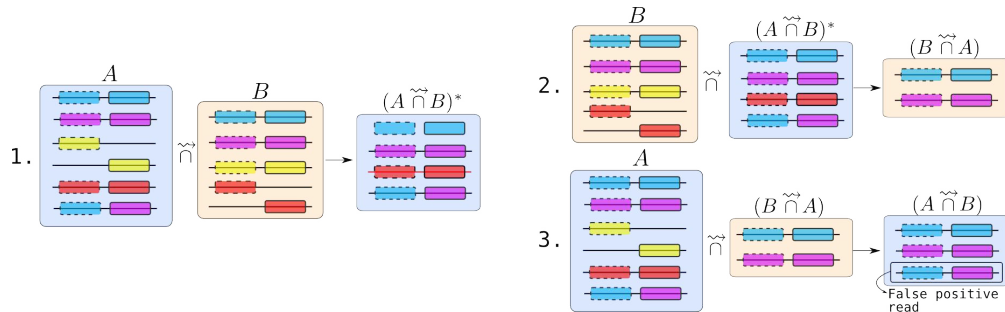 1.
A
⋒͂
B
(A ∩⃝ B)*
2.
B
∩
(A ∩ B)*
(B ∩ A)
3.
A
∩
(B ∩ A)
(A ∩ B)
False positive
read